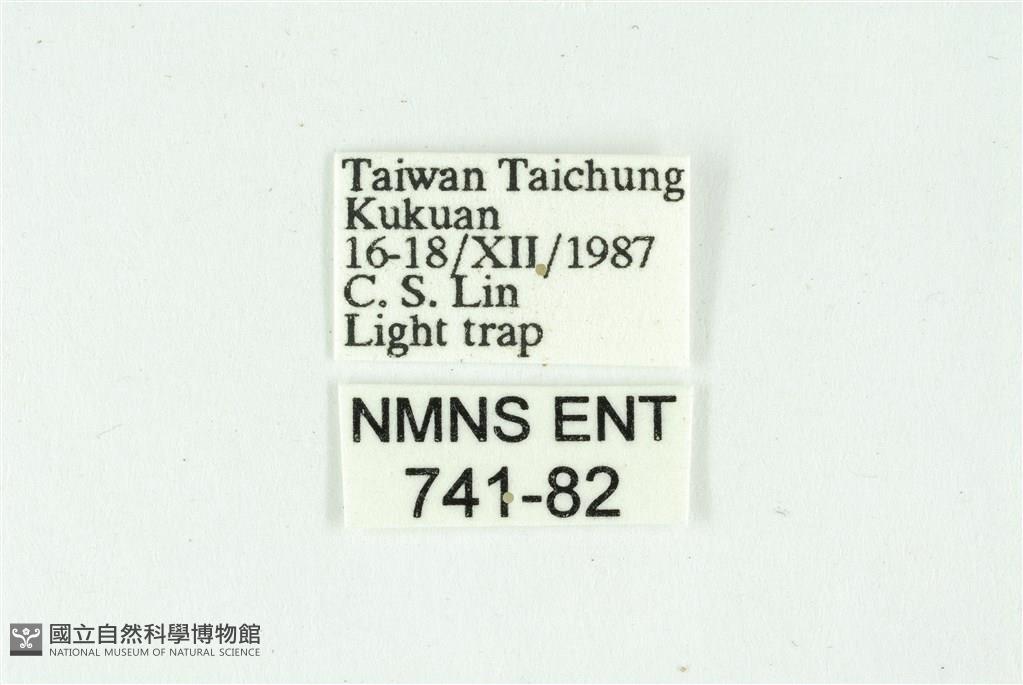 Taiwan Taichung
Kukuan
16-18/XII/1987
C. S. Lin
Light trap
NMNS ENT
741-82
國立自然科學博物館
NATIONAL MUSEUM OF NATURAL SCIENCE